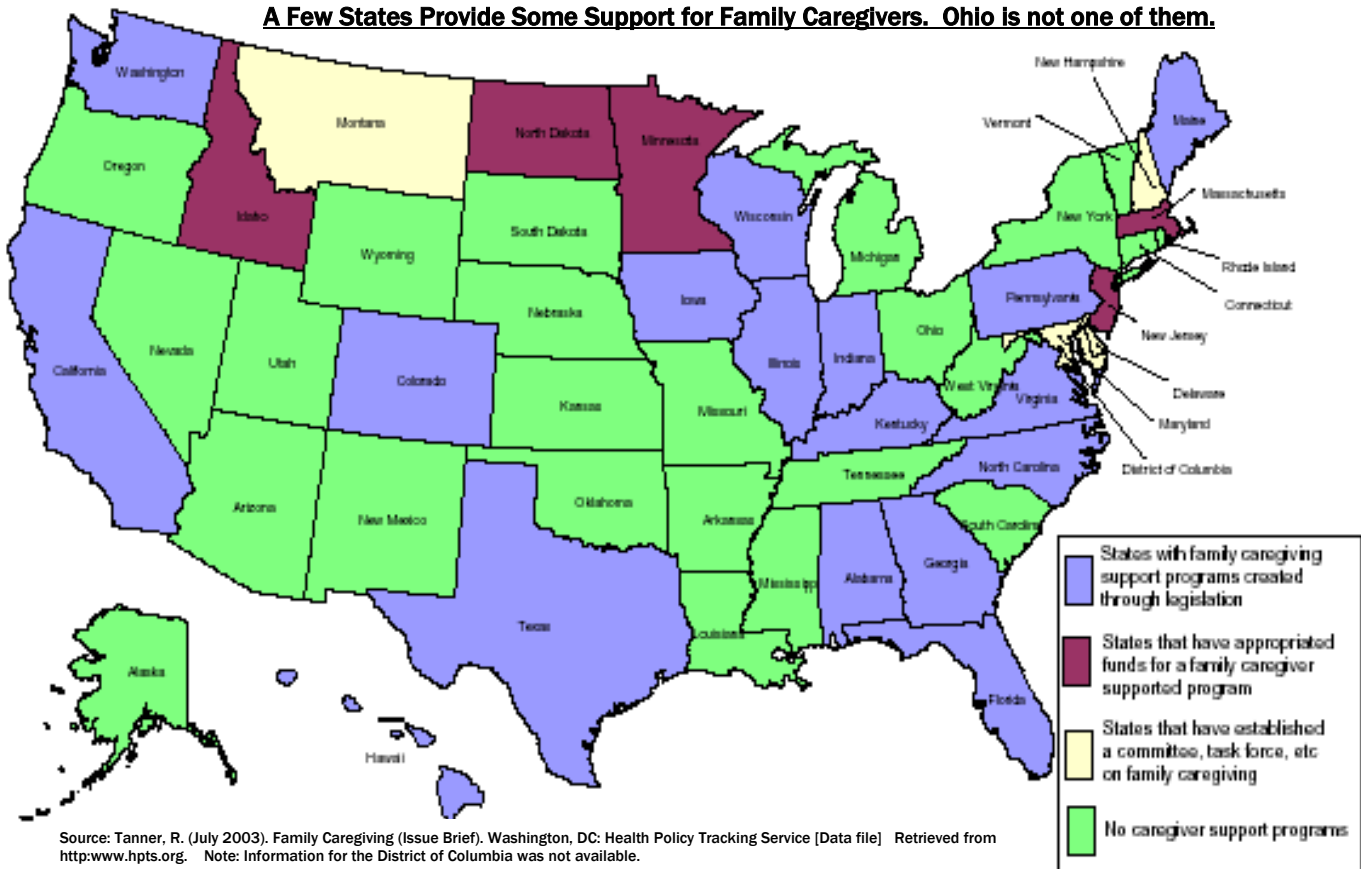 A Few States Provide Some Support for Family Caregivers.  Ohio is not one of them.
New Hampshire
Washington
Montana
North Dakota
Minnesota
Vermont
Maine
Oregon
Idaho
Massachusetts
Wisconsin
New York
South Dakota
Wyoming
Michigan
Rhode Island
Iowa
Pennsylvania
Connecticut
Nebraska
Ohio
New Jersey
Nevada
Utah
Illinois
Indiana
California
Colorado
West Virginia
Delaware
Kansas
Missouri
Virginia
Kentucky
Maryland
North Carolina
District of Columbia
Tennessee
Oklahoma
Arizona
New Mexico
Arkansas
South Carolina
Georgia
Alabama
Mississipp
Texas
Louisiana
Alaska
Florida
Hawaii
States with family caregiving
support programs created
through legislation
States that have appropriated
funds for a family caregiver
supported program
States that have established
a committee, task force, etc
on family caregiving
No caregiver support programs
Source: Tanner, R. (July 2003). Family Caregiving (Issue Brief). Washington, DC: Health Policy Tracking Service [Data file]   Retrieved from
http:www.hpts.org.    Note: Information for the District of Columbia was not available.